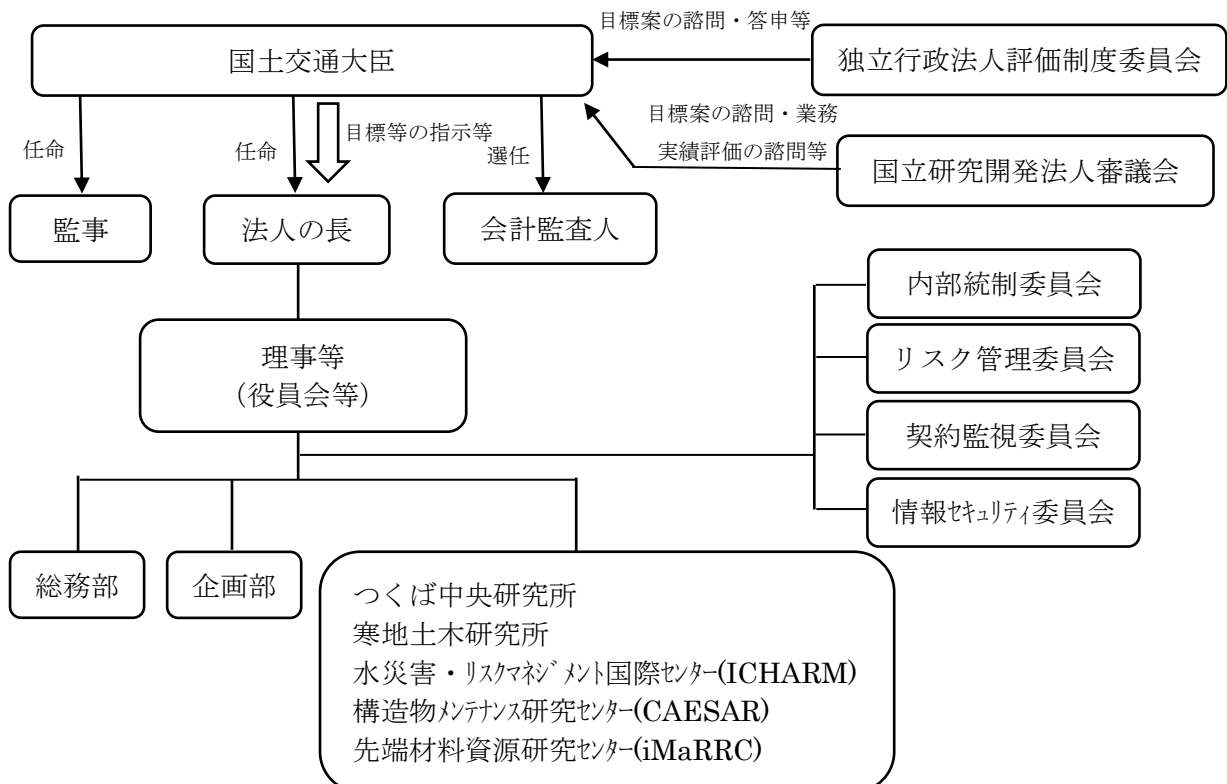 目標案の諮問・答申等
国土交通大臣
独立行政法人評価制度委員会
目標案の諮問・業務
実績評価の諮問等
国立研究開発法人審議会
任命
任命
目標等の指示等
選任
監事
法人の長
会計監査人
内部統制委員会
理事等
(役員会等)
リスク管理委員会
契約監視委員会
情報ｾｷｭﾘﾃｨ委員会
総務部
企画部
つくば中央研究所
寒地土木研究所
水災害・ﾘｽｸﾏﾈｼﾞﾒﾝﾄ国際ｾﾝﾀｰ(ICHARM)
構造物ﾒﾝﾃﾅﾝｽ研究ｾﾝﾀｰ(CAESAR)
先端材料資源研究ｾﾝﾀｰ(iMaRRC)